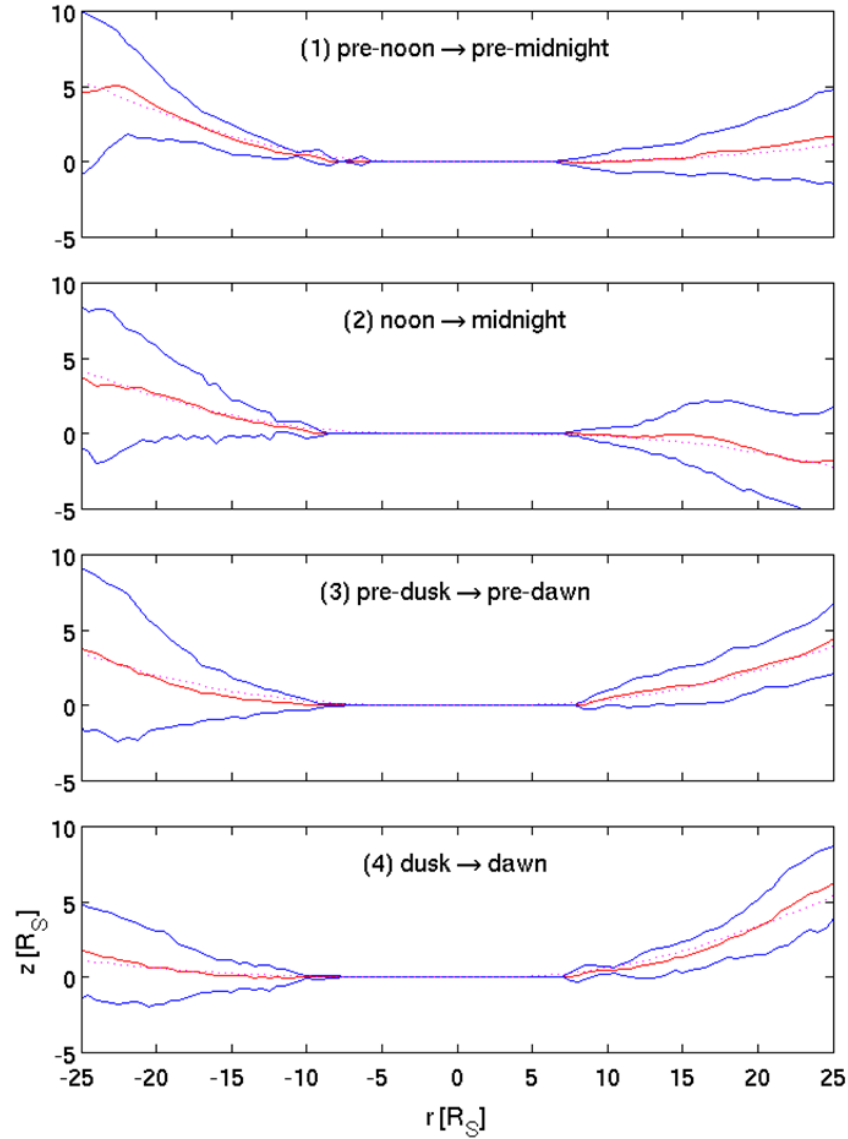 10
5
0
-5
(1) pre-noon → pre-midnight
10
5
0
-5
(2) noon → midnight
10
5
0
-5
(3) pre-dusk → pre-dawn
10
5
0
-5
(4) dusk → dawn
z [R_S]
-25 -20 -15 -10 -5 0 5 10 15 20 25
r [R_S]